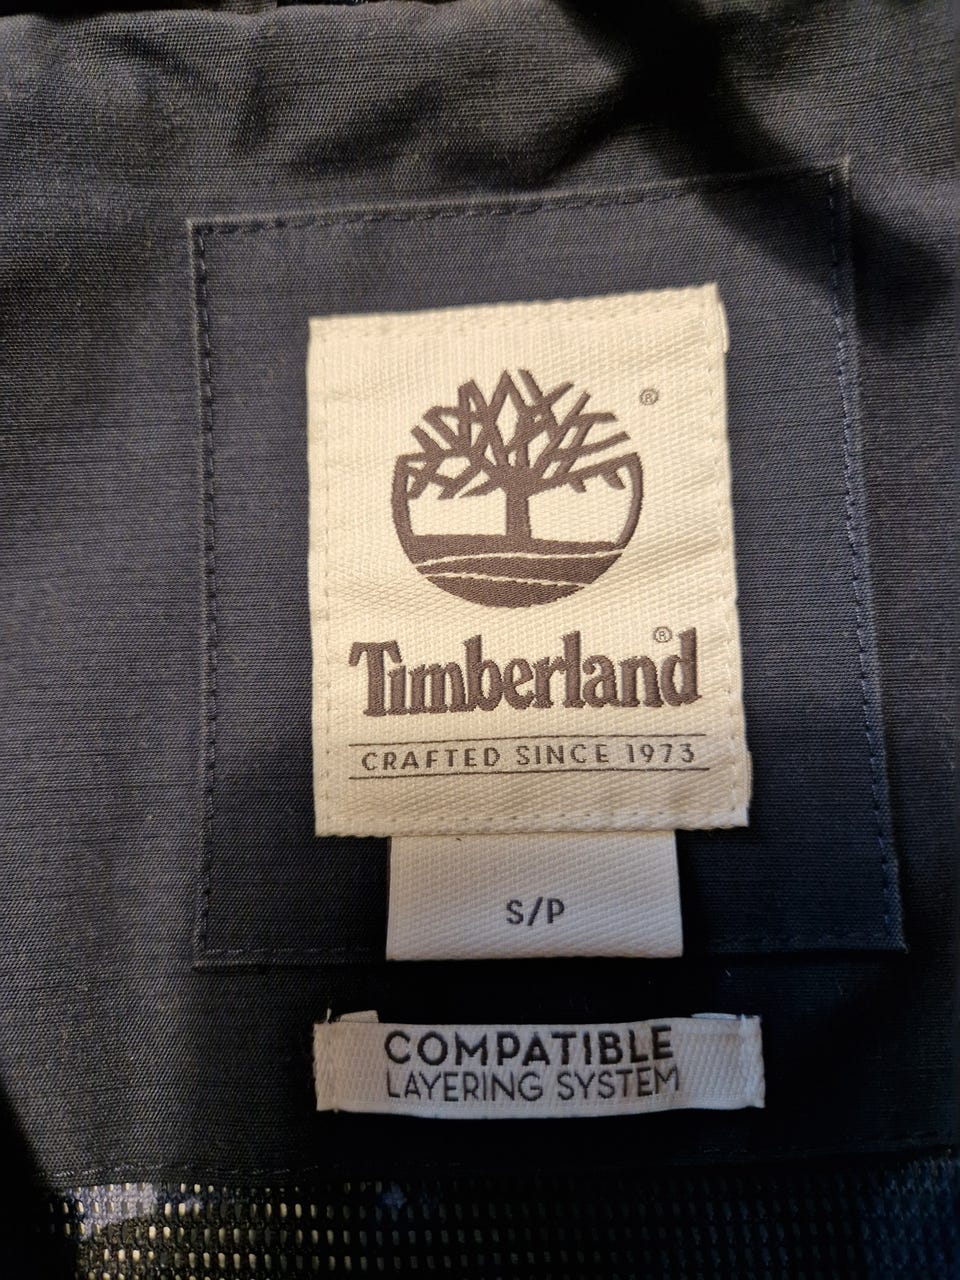 ®
Timberland®
CRAFTED SINCE 1973
S/P
COMPATIBLE
LAYERING SYSTEM